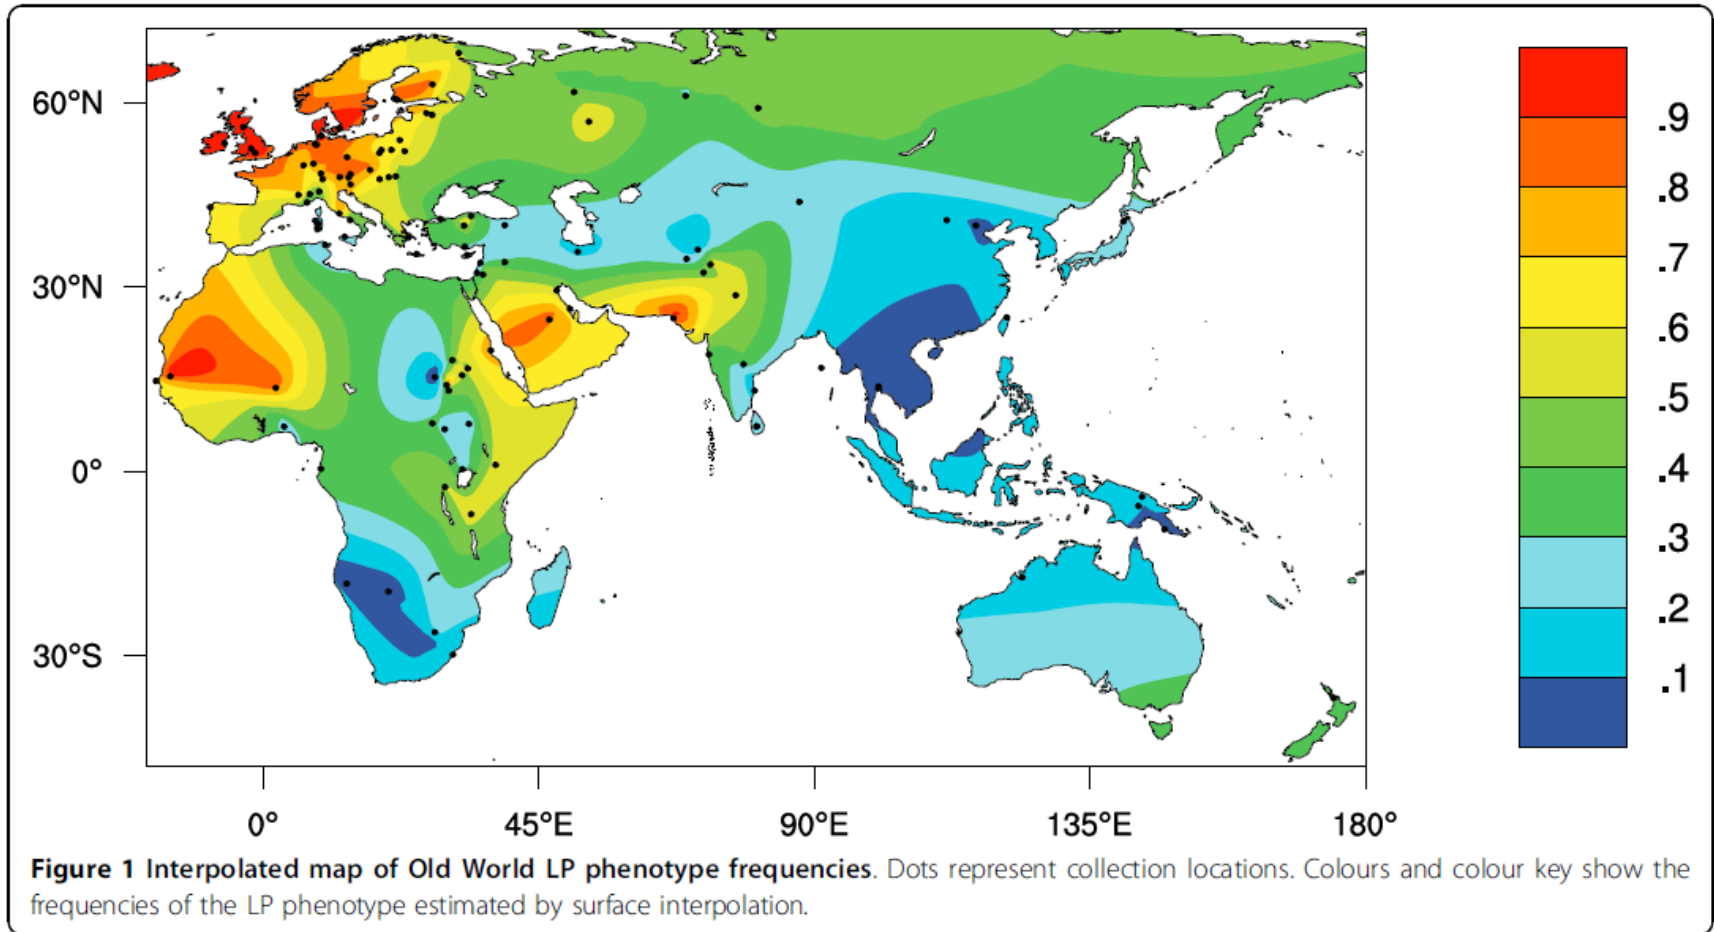 60°N
30°N
0°
30°S
0°
45°E
90°E
135°E
180°
.9
.8
.7
.6
.5
.4
.3
.2
.1
Figure 1 Interpolated map of Old World LP phenotype frequencies. Dots represent collection locations. Colours and colour key show the
frequencies of the LP phenotype estimated by surface interpolation.